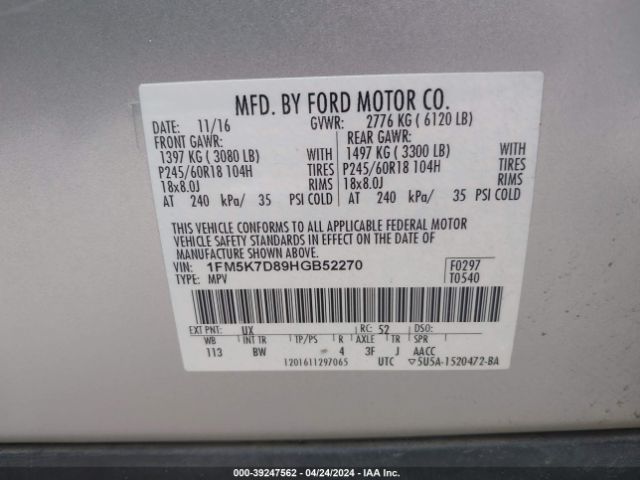 MFD. BY FORD MOTOR CO.
DATE: 11/16 GVWR: 2776 KG ( 6120 LB)
FRONT GAWR: REAR GAWR:
1397 KG ( 3080 LB) WITH 1497 KG ( 3300 LB) WITH
P245/60R18 104H TIRES P245/60R18 104H TIRES
18x8.0J RIMS 18x8.0J RIMS
AT 240 kPa/ 35 PSI COLD AT 240 kPa/ 35 PSI COLD
THIS VEHICLE CONFORMS TO ALL APPLICABLE FEDERAL MOTOR
VEHICLE SAFETY STANDARDS IN EFFECT ON THE DATE OF
MANUFACTURE SHOWN ABOVE.
VIN: 1FM5K7D89HGB52270 F0297
TYPE: MPV T0540
EXT PNT: UX RC: 52 DSO:
WB INT TR TP/PS R AXLE TR SPR
113 BW 4 3F J AACC
1201611297065 UTC ▽5U5A-1520472-BA
000-39247562 - 04/24/2024 - IAA Inc.